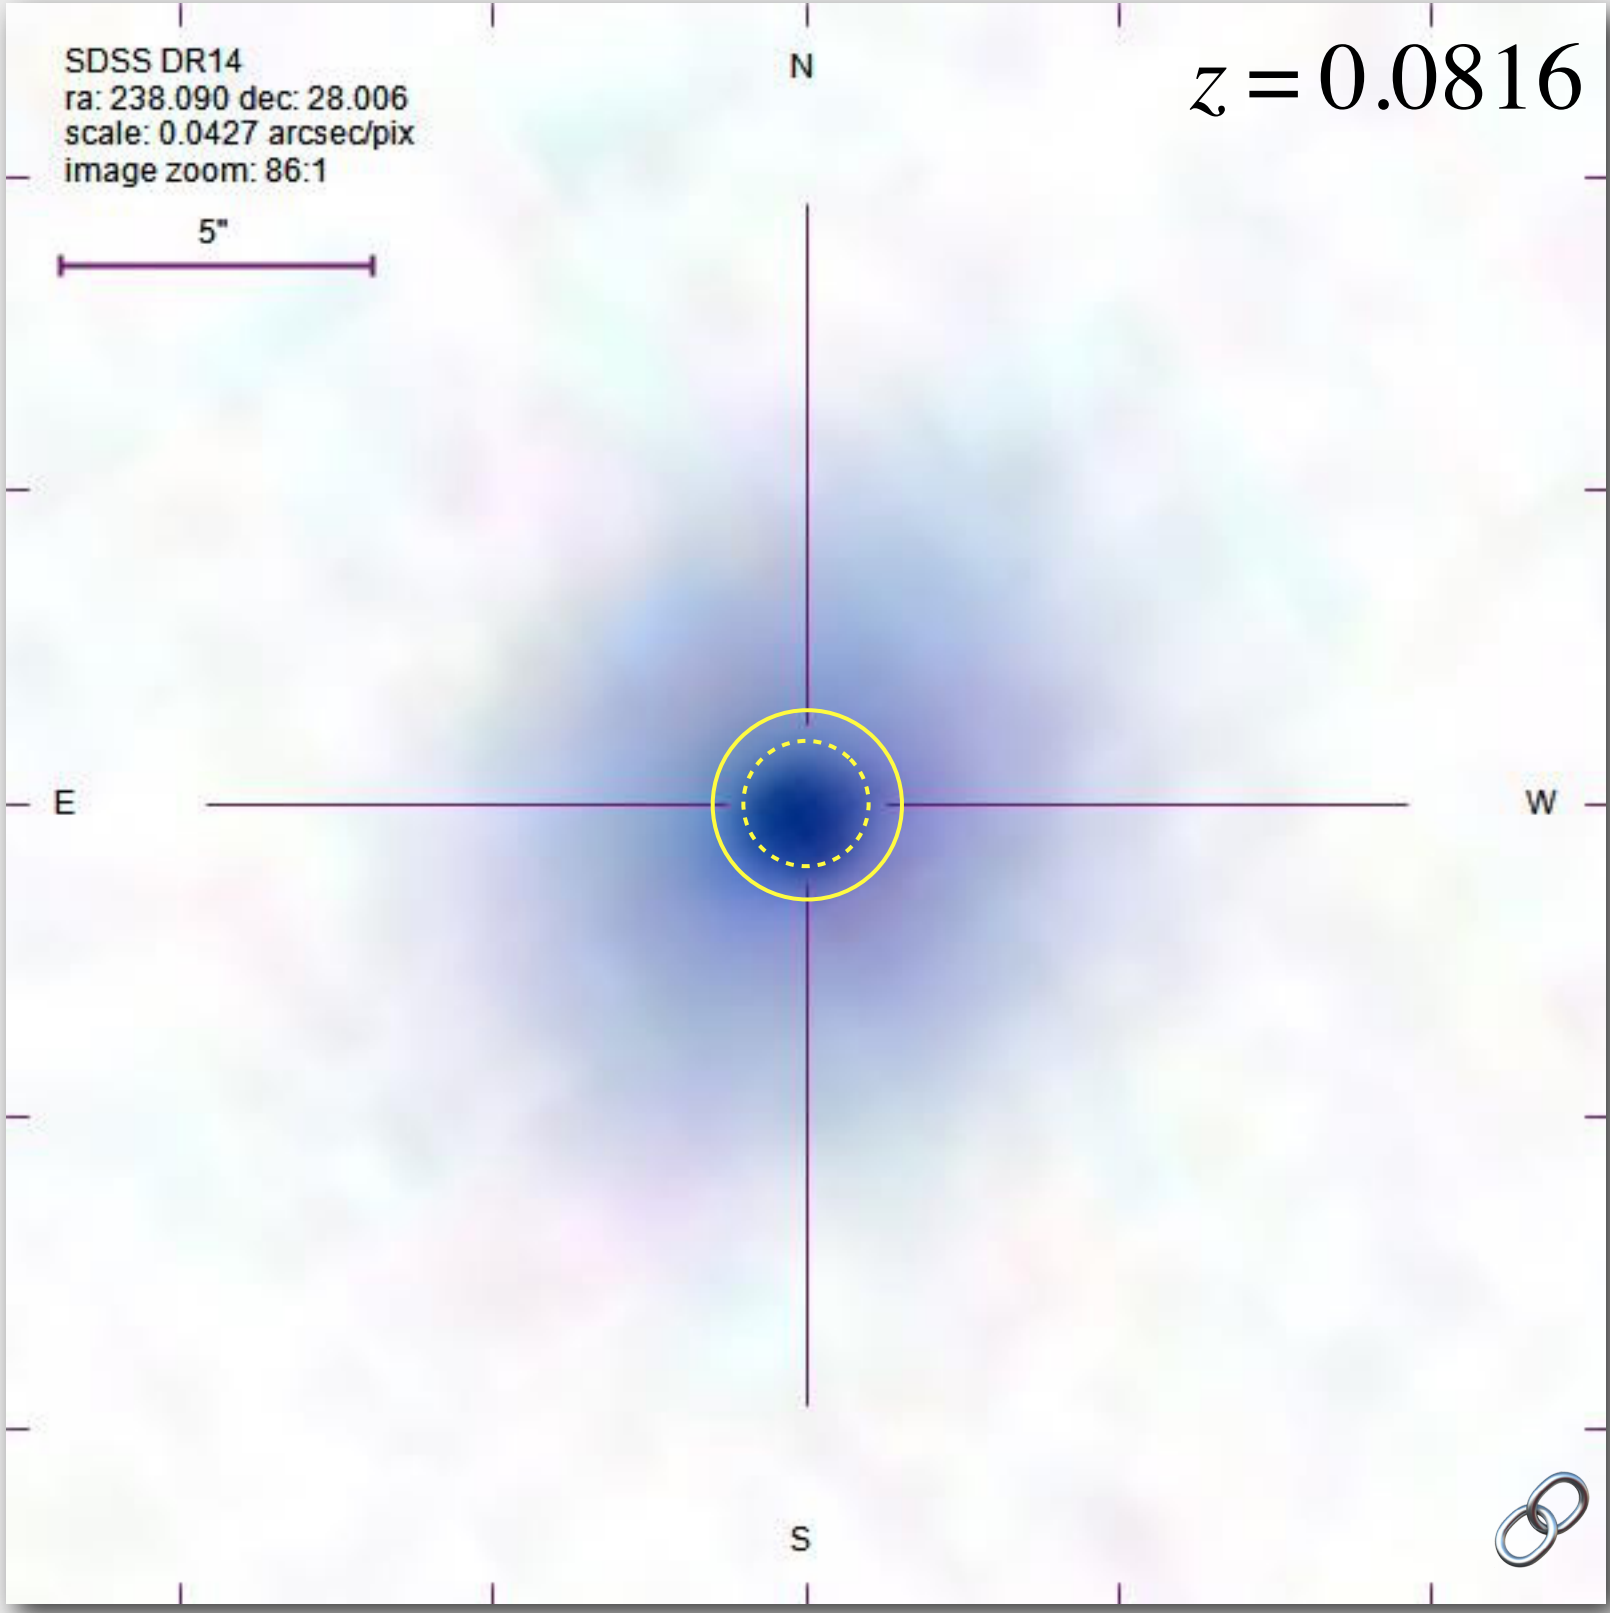 SDSS DR14
ra: 238.090 dec: 28.006
scale: 0.0427 arcsec/pix
image zoom: 86:1
5"
N
z = 0.0816
E
W
S